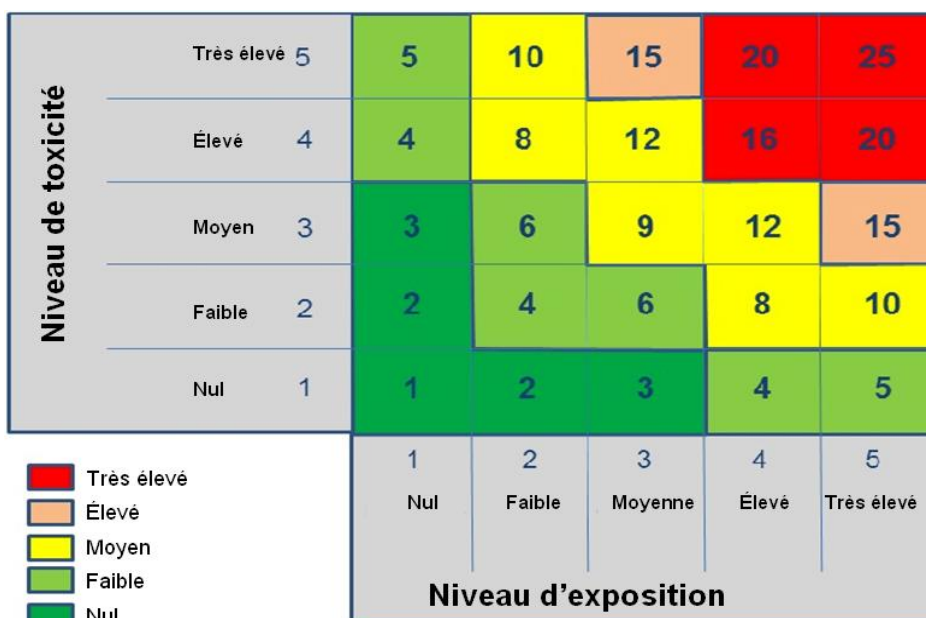 Niveau de toxicité
Très élevé 5 5 10 15 20 25
Élevé 4 4 8 12 16 20
Moyen 3 3 6 9 12 15
Faible 2 2 4 6 8 10
Nul 1 1 2 3 4 5
1 2 3 4 5
Nul Faible Moyenne Élevé Très élevé
Niveau d'exposition
Très élevé
Élevé
Moyen
Faible
Nul